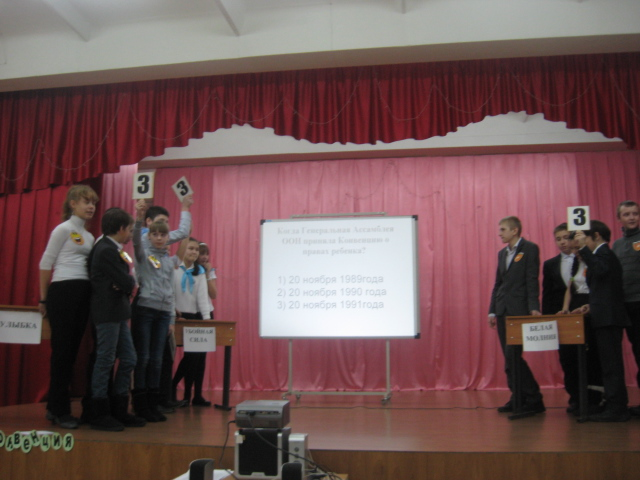 3
3
3
Когда Генеральная Ассамблея
ООН приняла Конвенцию о
правах ребенка?
1) 20 ноября 1989года
2) 20 ноября 1990 года
3) 20 ноября 1991года
УЛЫБКА
УБОЙНАЯ
СИЛА
БЕЛАЯ
МОЛНИЯ